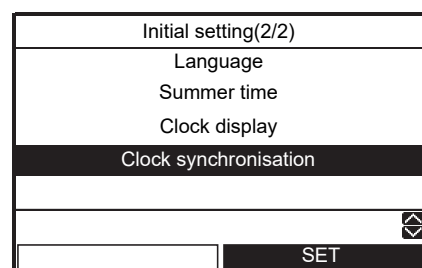 Initial setting(2/2)
Language
Summer time
Clock display
Clock synchronisation
SET